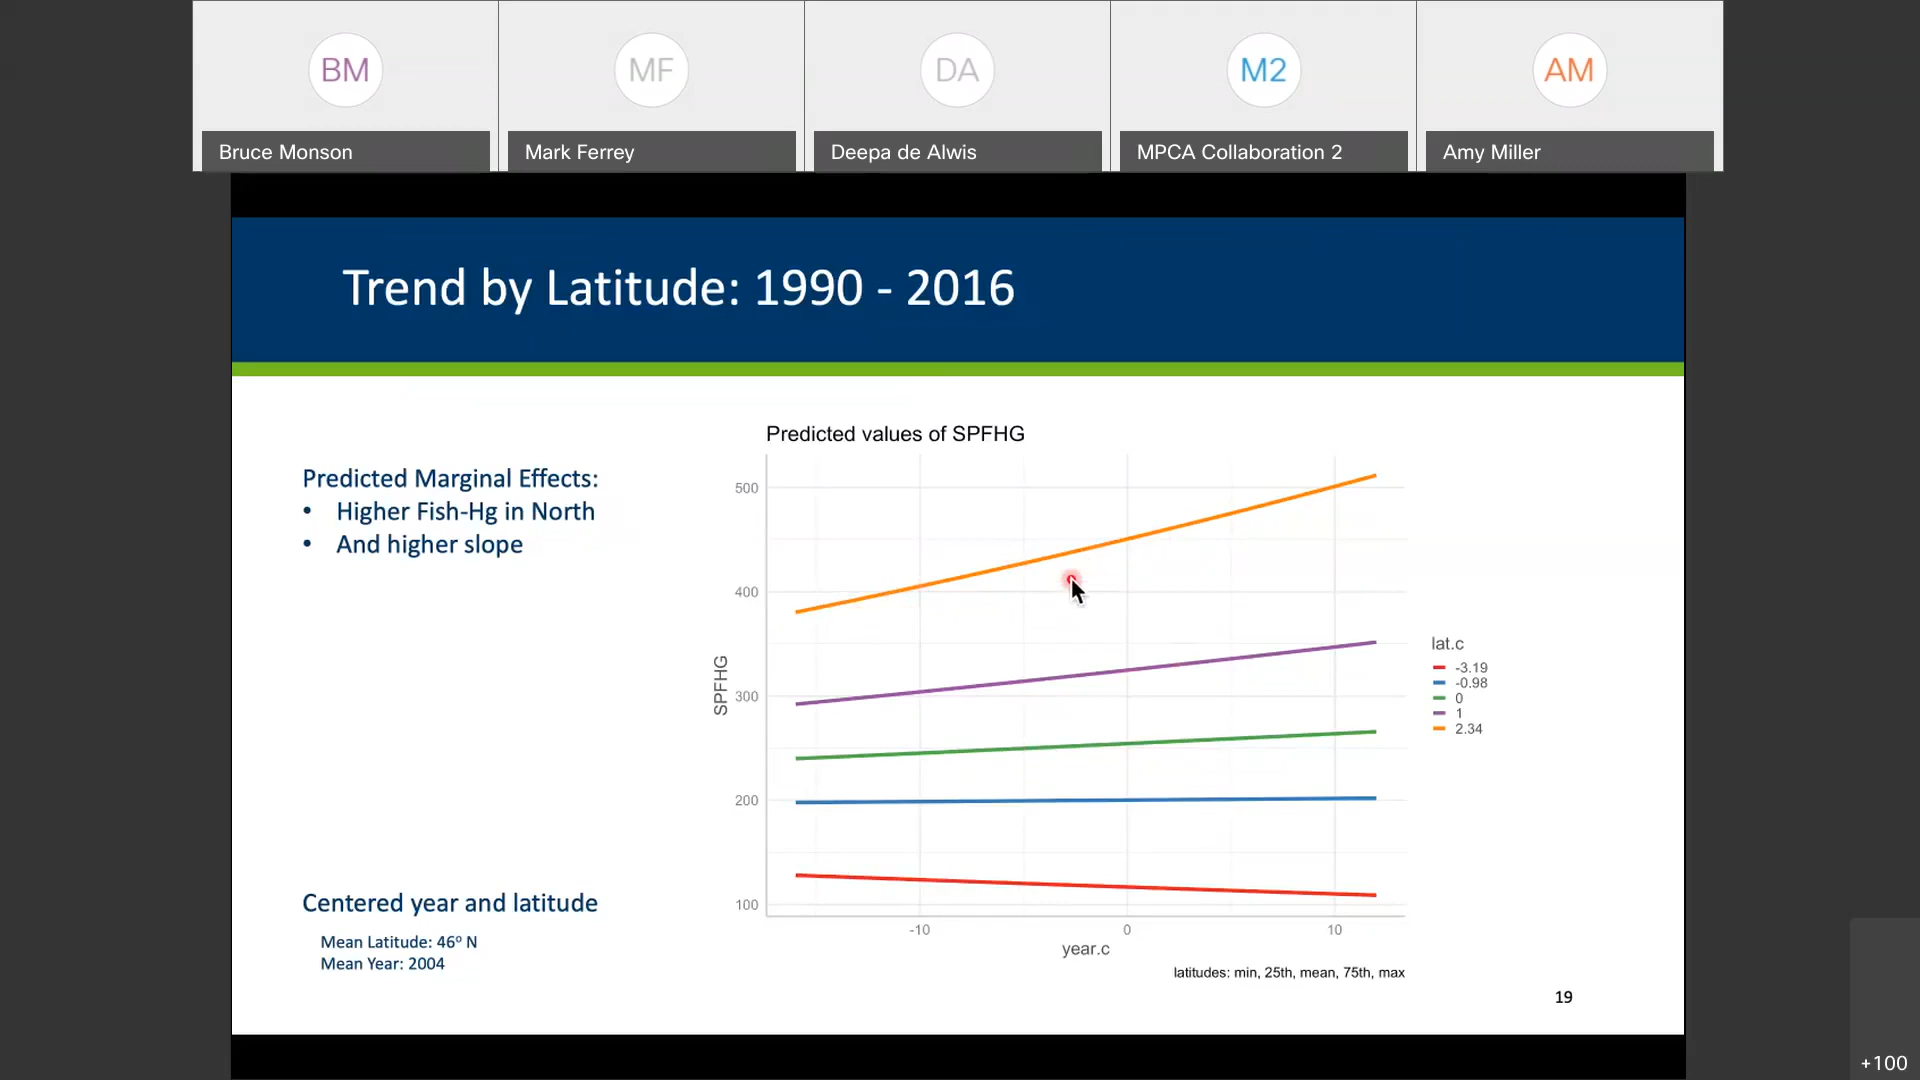 BM
MF
DA
M2
AM
Bruce Monson
Mark Ferrey
Deepa de Alwis
MPCA Collaboration 2
Amy Miller
Trend by Latitude: 1990 - 2016
Predicted Marginal Effects:
• Higher Fish-Hg in North
• And higher slope
Centered year and latitude
Mean Latitude: 46º N
Mean Year: 2004
Predicted values of SPFHG
500
400
300
200
100
SPFHG
-10
0
10
year.c
lat.c
-3.19
-0.98
0
1
2.34
latitudes: min, 25th, mean, 75th, max
19
+100